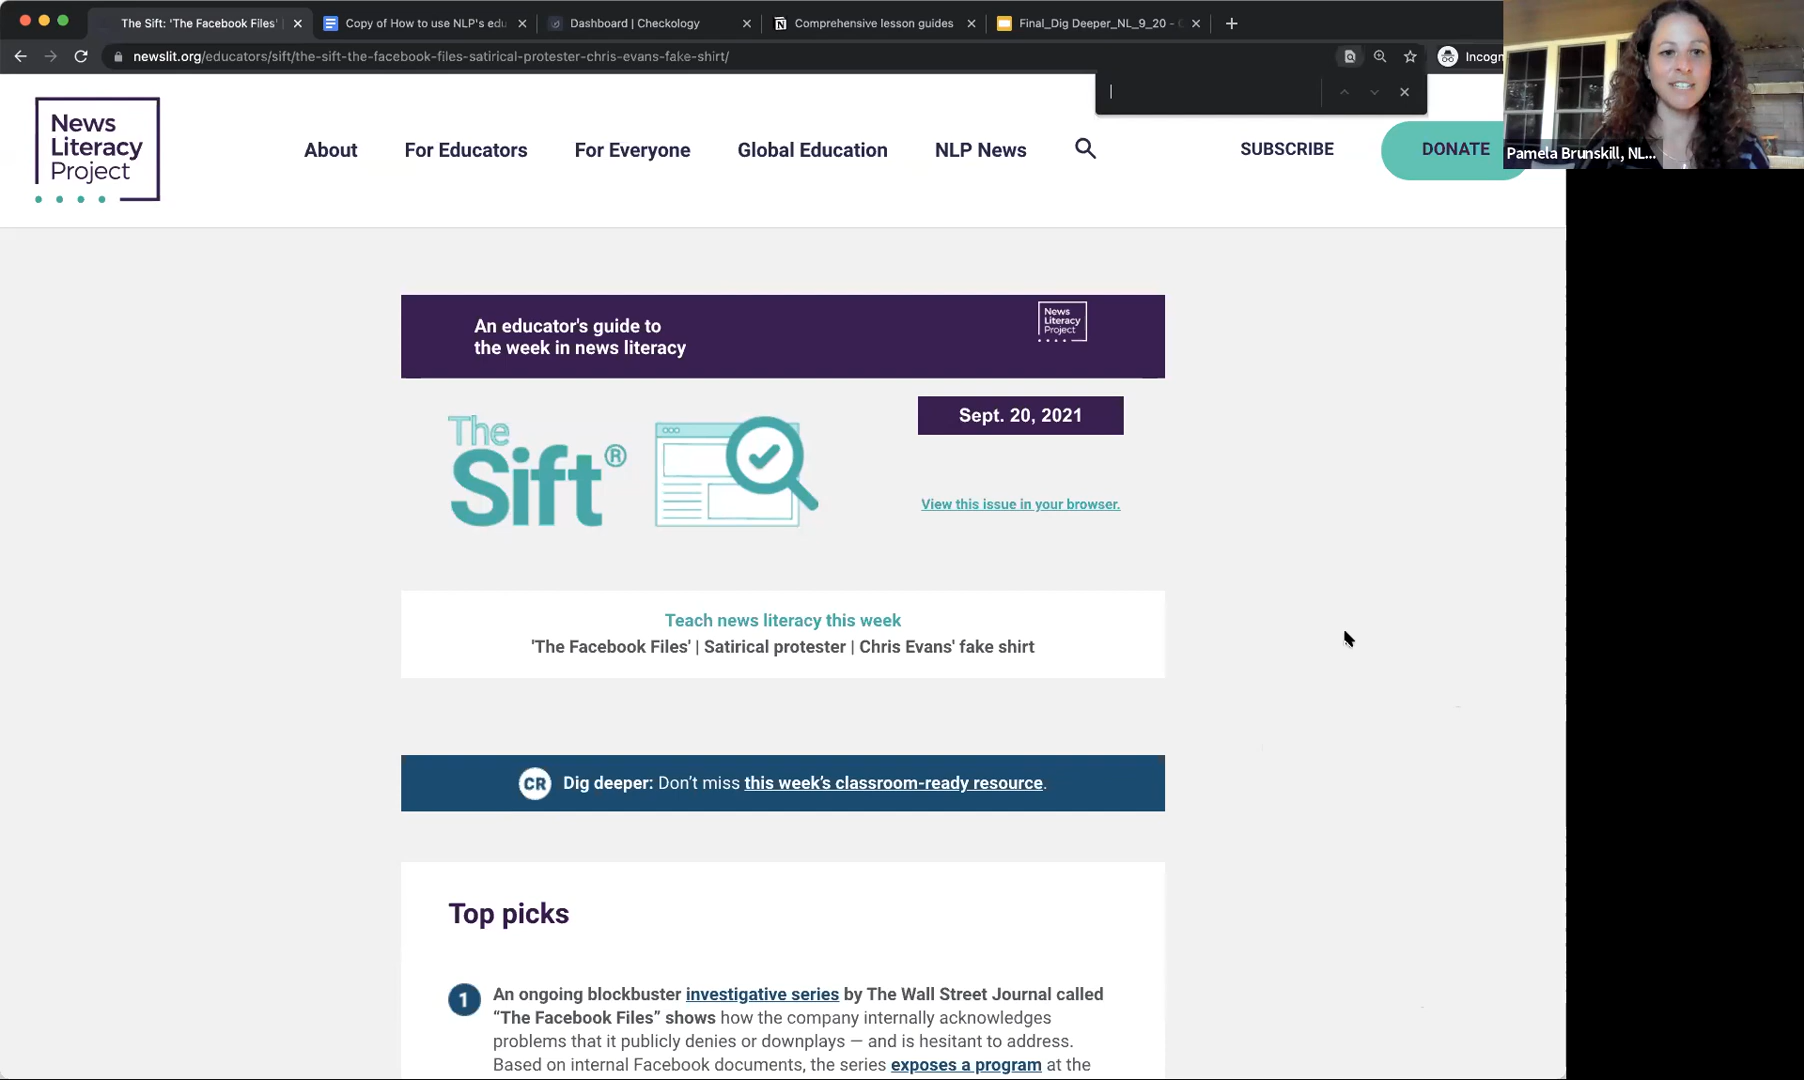 The Sift: 'The Facebook Files'
Copy of How to use NLP's edu
Dashboard | Checkology
Comprehensive lesson guides
Final_Dig Deeper_NL_9_20 -
newslit.org/educators/sift/the-sift-the-facebook-files-satirical-protester-chris-evans-fake-shirt/
Incogn
News
Literacy
Project
About
For Educators
For Everyone
Global Education
NLP News
SUBSCRIBE
DONATE
Pamela Brunskill, NL...
An educator's guide to
the week in news literacy
News
Literacy
Project
The
Sift®
Sept. 20, 2021
View this issue in your browser.
Teach news literacy this week
'The Facebook Files' | Satirical protester | Chris Evans' fake shirt
CR Dig deeper: Don't miss this week's classroom-ready resource.
Top picks
1 An ongoing blockbuster investigative series by The Wall Street Journal called
“The Facebook Files” shows how the company internally acknowledges
problems that it publicly denies or downplays — and is hesitant to address.
Based on internal Facebook documents, the series exposes a program at the